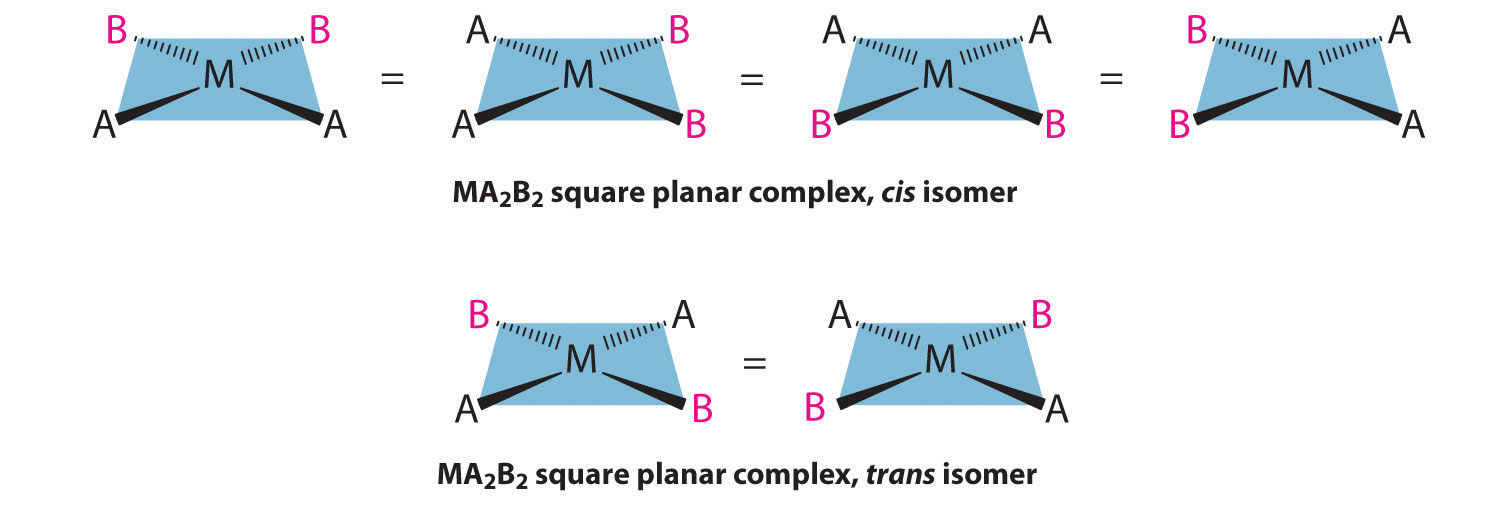 B B A B A A B A
M = M = M = M
A A A B B B B A
MA₂B₂ square planar complex, cis isomer
B A A B
M = M
A B B A
MA₂B₂ square planar complex, trans isomer